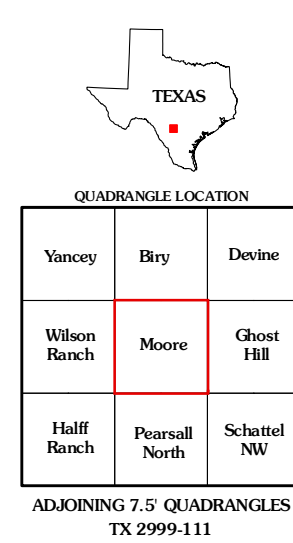 TEXAS
QUADRANGLE LOCATION
Yancey Biry Devine
Wilson Ranch Moore Ghost Hill
Halff Ranch Pearsall North Schattel NW
ADJOINING 7.5' QUADRANGLES
TX 2999-111